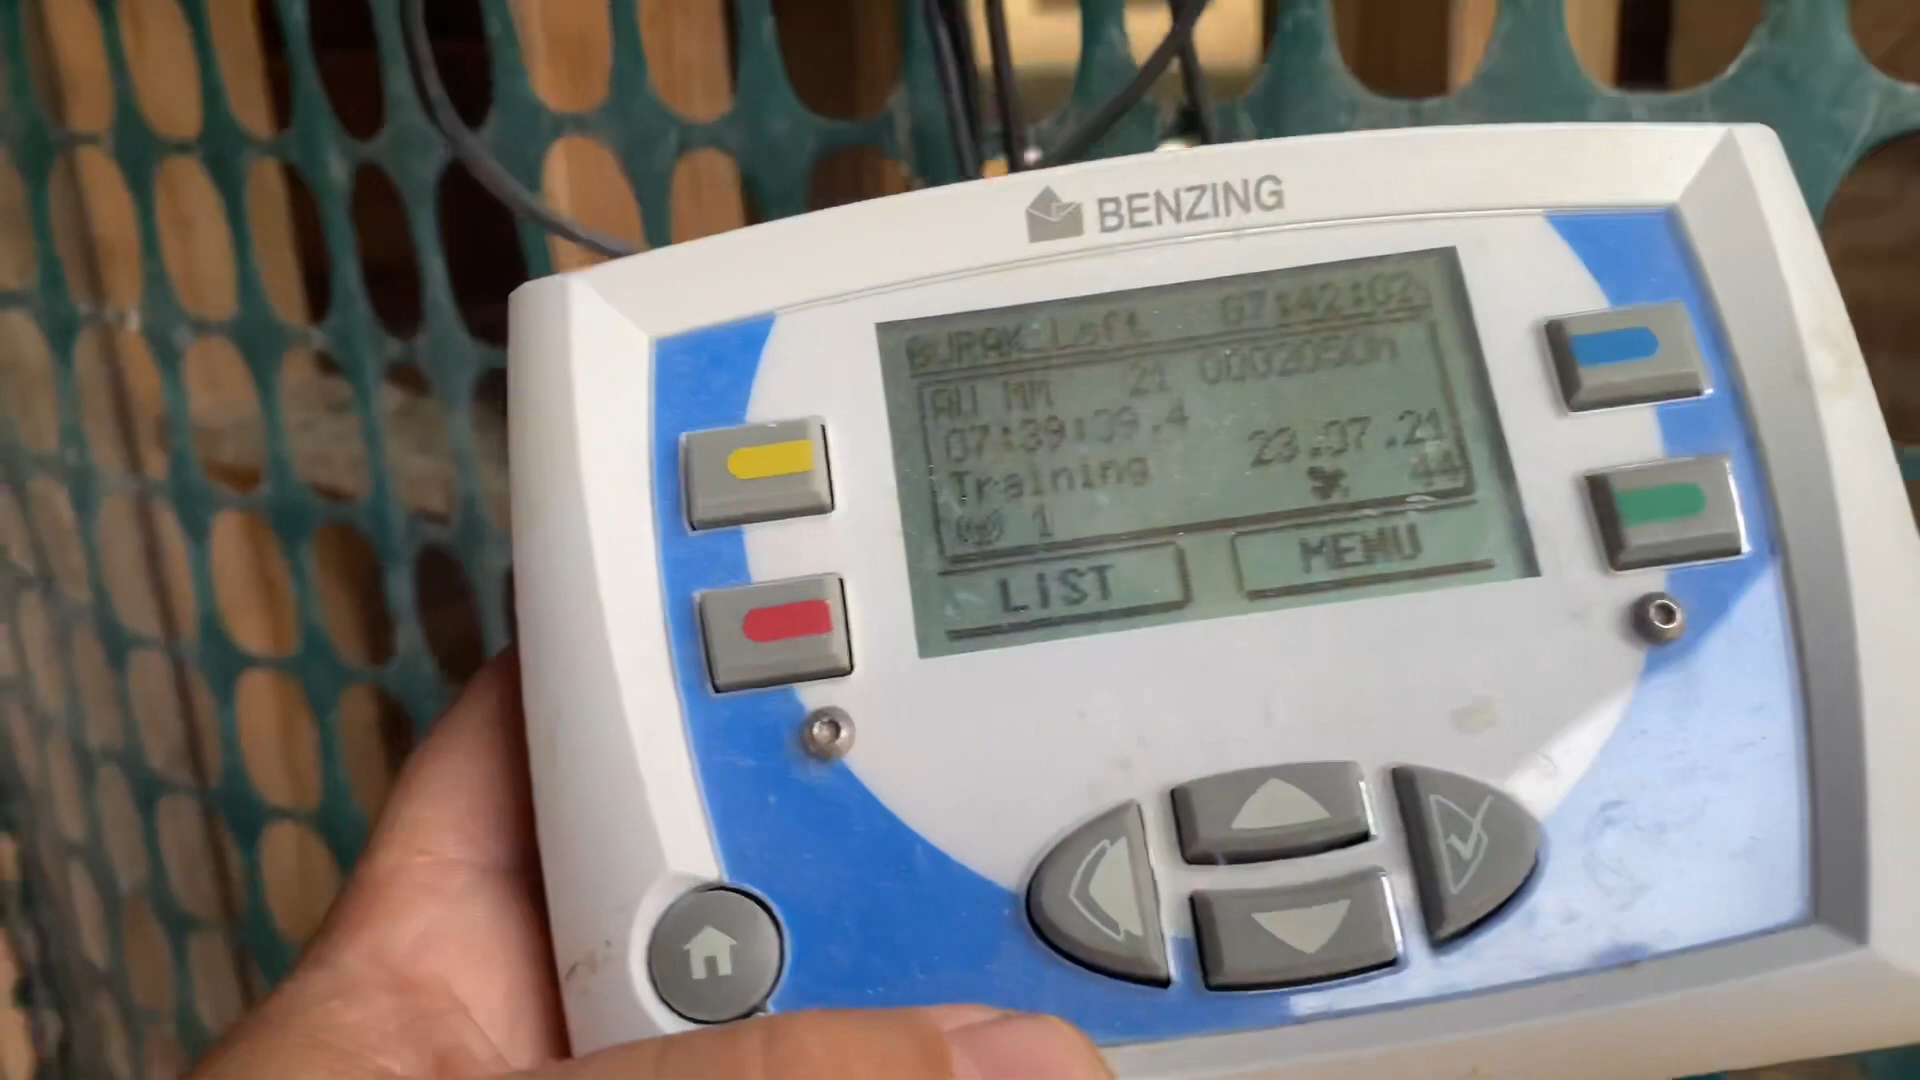 BENZING
BURAK Loft 07:42:02
AU MM 21 0002050h
07:39:39.4 23.07.21
Training 44
1
LIST MENU